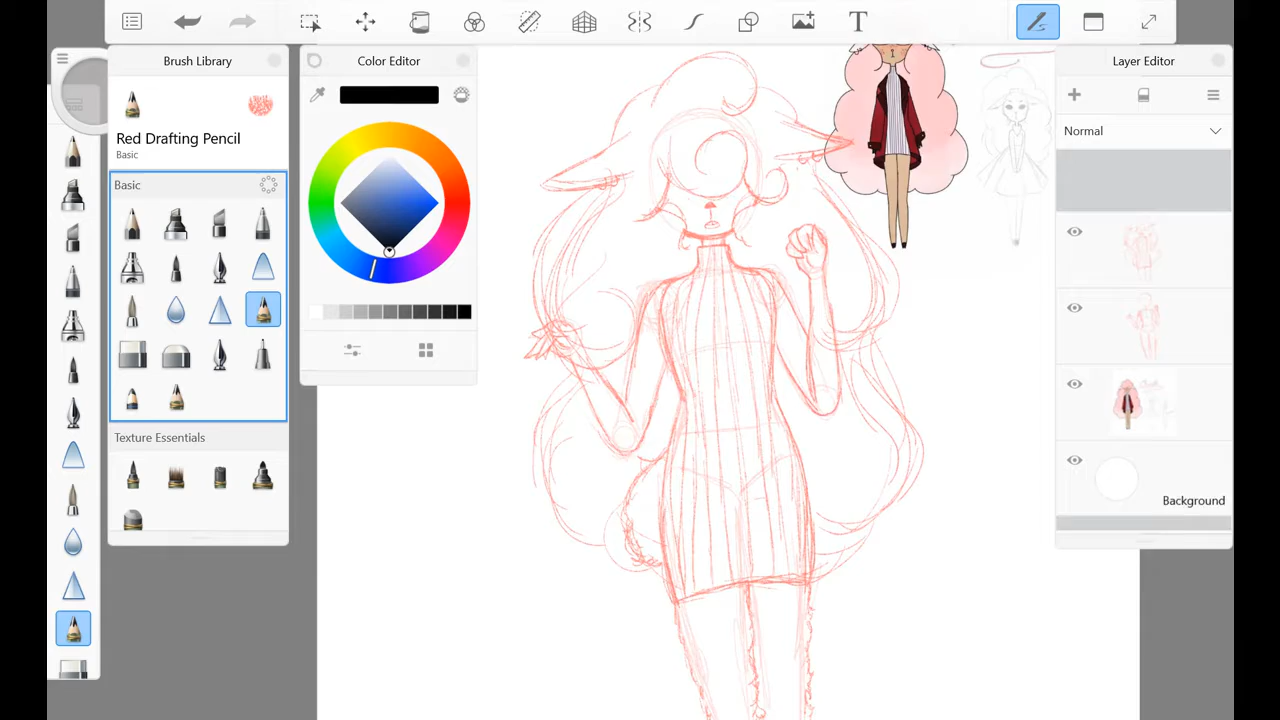 T
Brush Library
Red Drafting Pencil
Basic
Basic
Texture Essentials
Color Editor
Layer Editor
Normal
Background